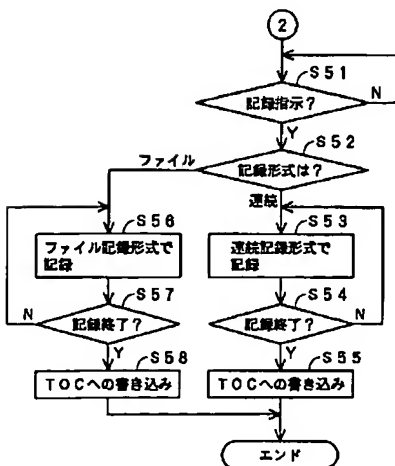 2
S51
記録指示?
N
Y
S52
ファイル
記録形式は?
連続
S56
S53
ファイル記録形式で
記録
連続記録形式で
記録
S57
S54
N
記録終了?
N
記録終了?
Y
S58
Y
S55
TOCへの書き込み
TOCへの書き込み
エンド